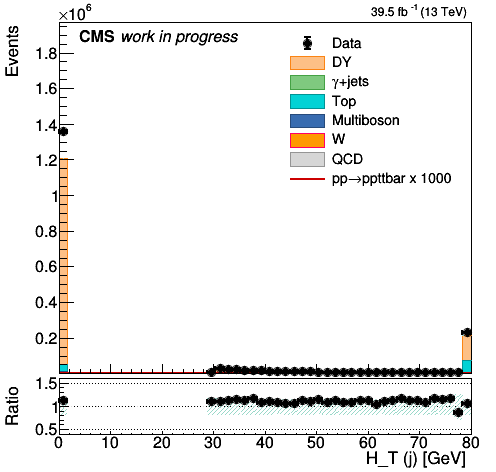 ×10⁶
39.5 fb⁻¹ (13 TeV)
Events
CMS work in progress
Data
DY
γ+jets
Top
Multiboson
W
QCD
pp→ppttbar x 1000
1.8
1.6
1.4
1.2
1
0.8
0.6
0.4
0.2
Ratio
1.5
1
0.5
0 10 20 30 40 50 60 70 80
H_T (j) [GeV]